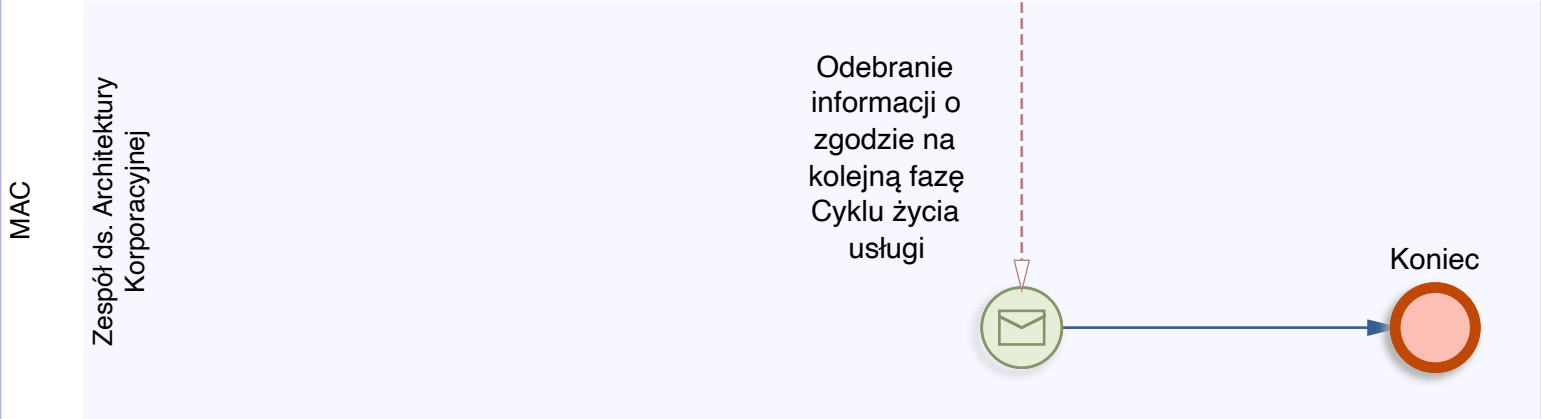 MAC
Zespół ds. Architektury
Korporacyjnej
Odebranie
informacji o
zgodzie na
kolejną fazę
Cyklu życia
usługi
Koniec